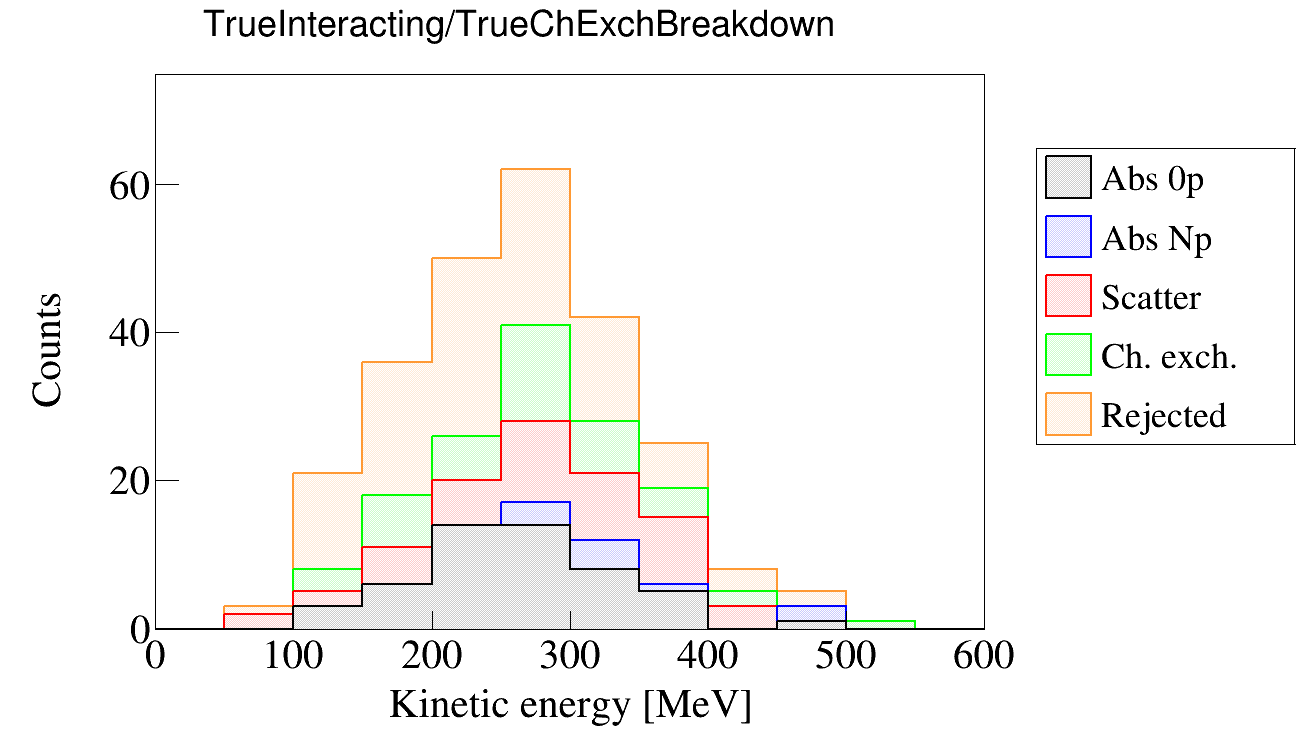 TrueInteracting/TrueChExchBreakdown
60
40
20
0
Counts
0 100 200 300 400 500 600
Kinetic energy [MeV]
Abs 0p
Abs Np
Scatter
Ch. exch.
Rejected